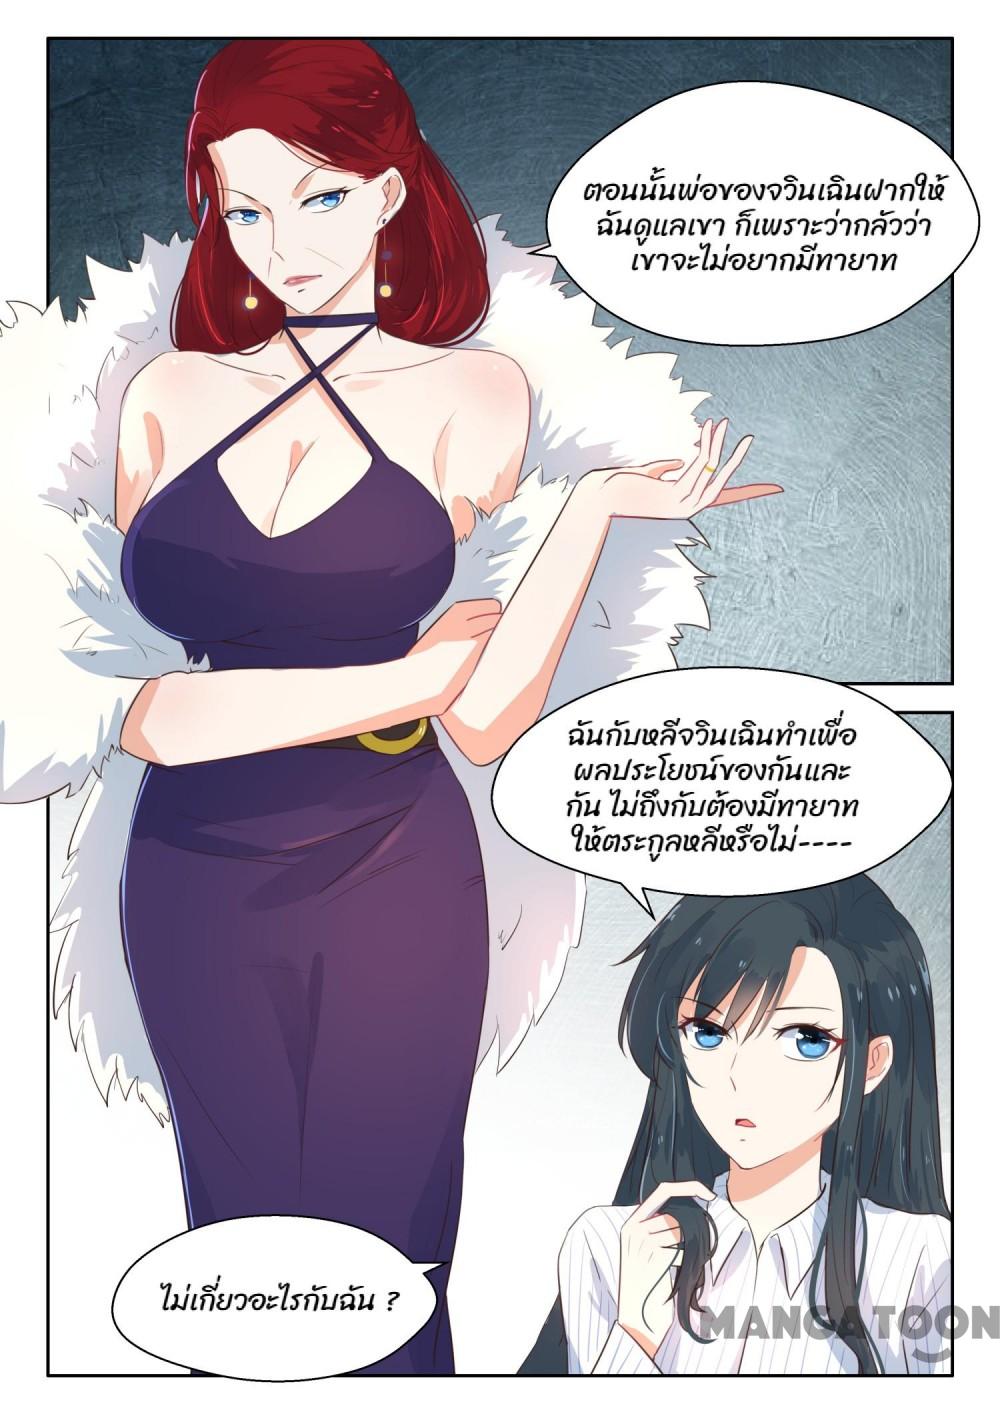 ตอนนั้นพ่อของจวินเฉินฝากให้
ฉันดูแลเขา ก็เพราะว่ากลัวว่า
เขาจะไม่อยากมีทายาท
ฉันกับหลีจวินเฉินทำเพื่อ
ผลประโยชน์ของกันและ
กัน ไม่ถึงกับต้องมีทายาท
ให้ตระกูลหลีหรือไม่----
ไม่เกี่ยวอะไรกับฉัน ?
MANGATOON